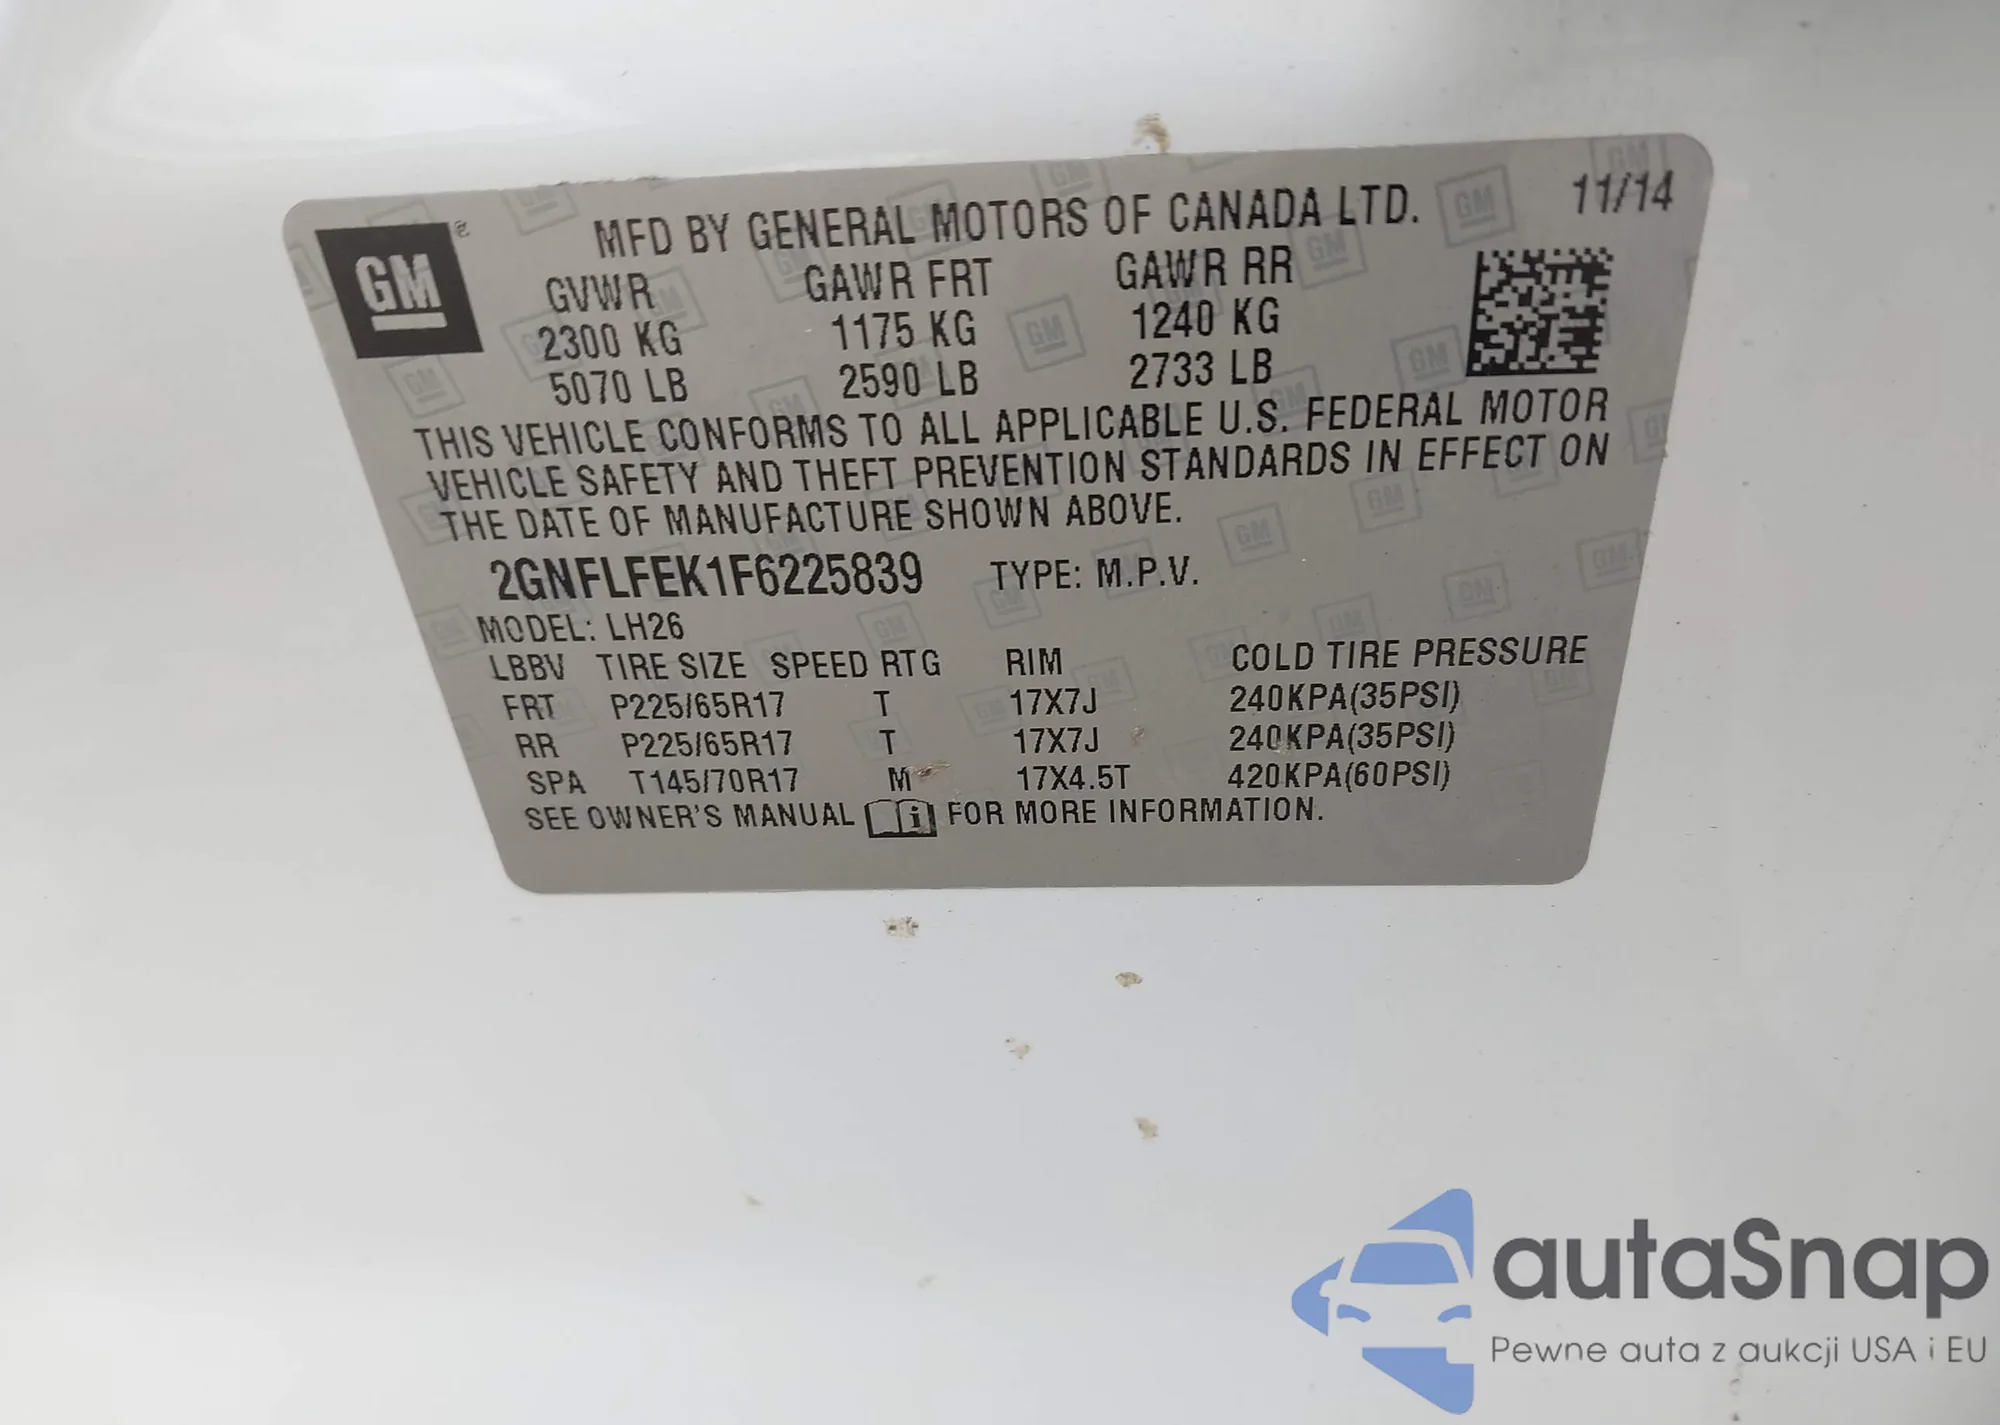 GM
MFD BY GENERAL MOTORS OF CANADA LTD. 11/14
GVWR GAWR FRT GAWR RR
2300 KG 1175 KG 1240 KG
5070 LB 2590 LB 2733 LB
THIS VEHICLE CONFORMS TO ALL APPLICABLE U.S. FEDERAL MOTOR
VEHICLE SAFETY AND THEFT PREVENTION STANDARDS IN EFFECT ON
THE DATE OF MANUFACTURE SHOWN ABOVE.
2GNFLFEK1F6225839 TYPE: M.P.V.
MODEL: LH26
LBBV TIRE SIZE SPEED RTG RIM COLD TIRE PRESSURE
FRT P225/65R17 T 17X7J 240KPA(35PSI)
RR P225/65R17 T 17X7J 240KPA(35PSI)
SPA T145/70R17 M 17X4.5T 420KPA(60PSI)
SEE OWNER'S MANUAL i FOR MORE INFORMATION.
autaSnap
Pewne auta z aukcji USA i EU